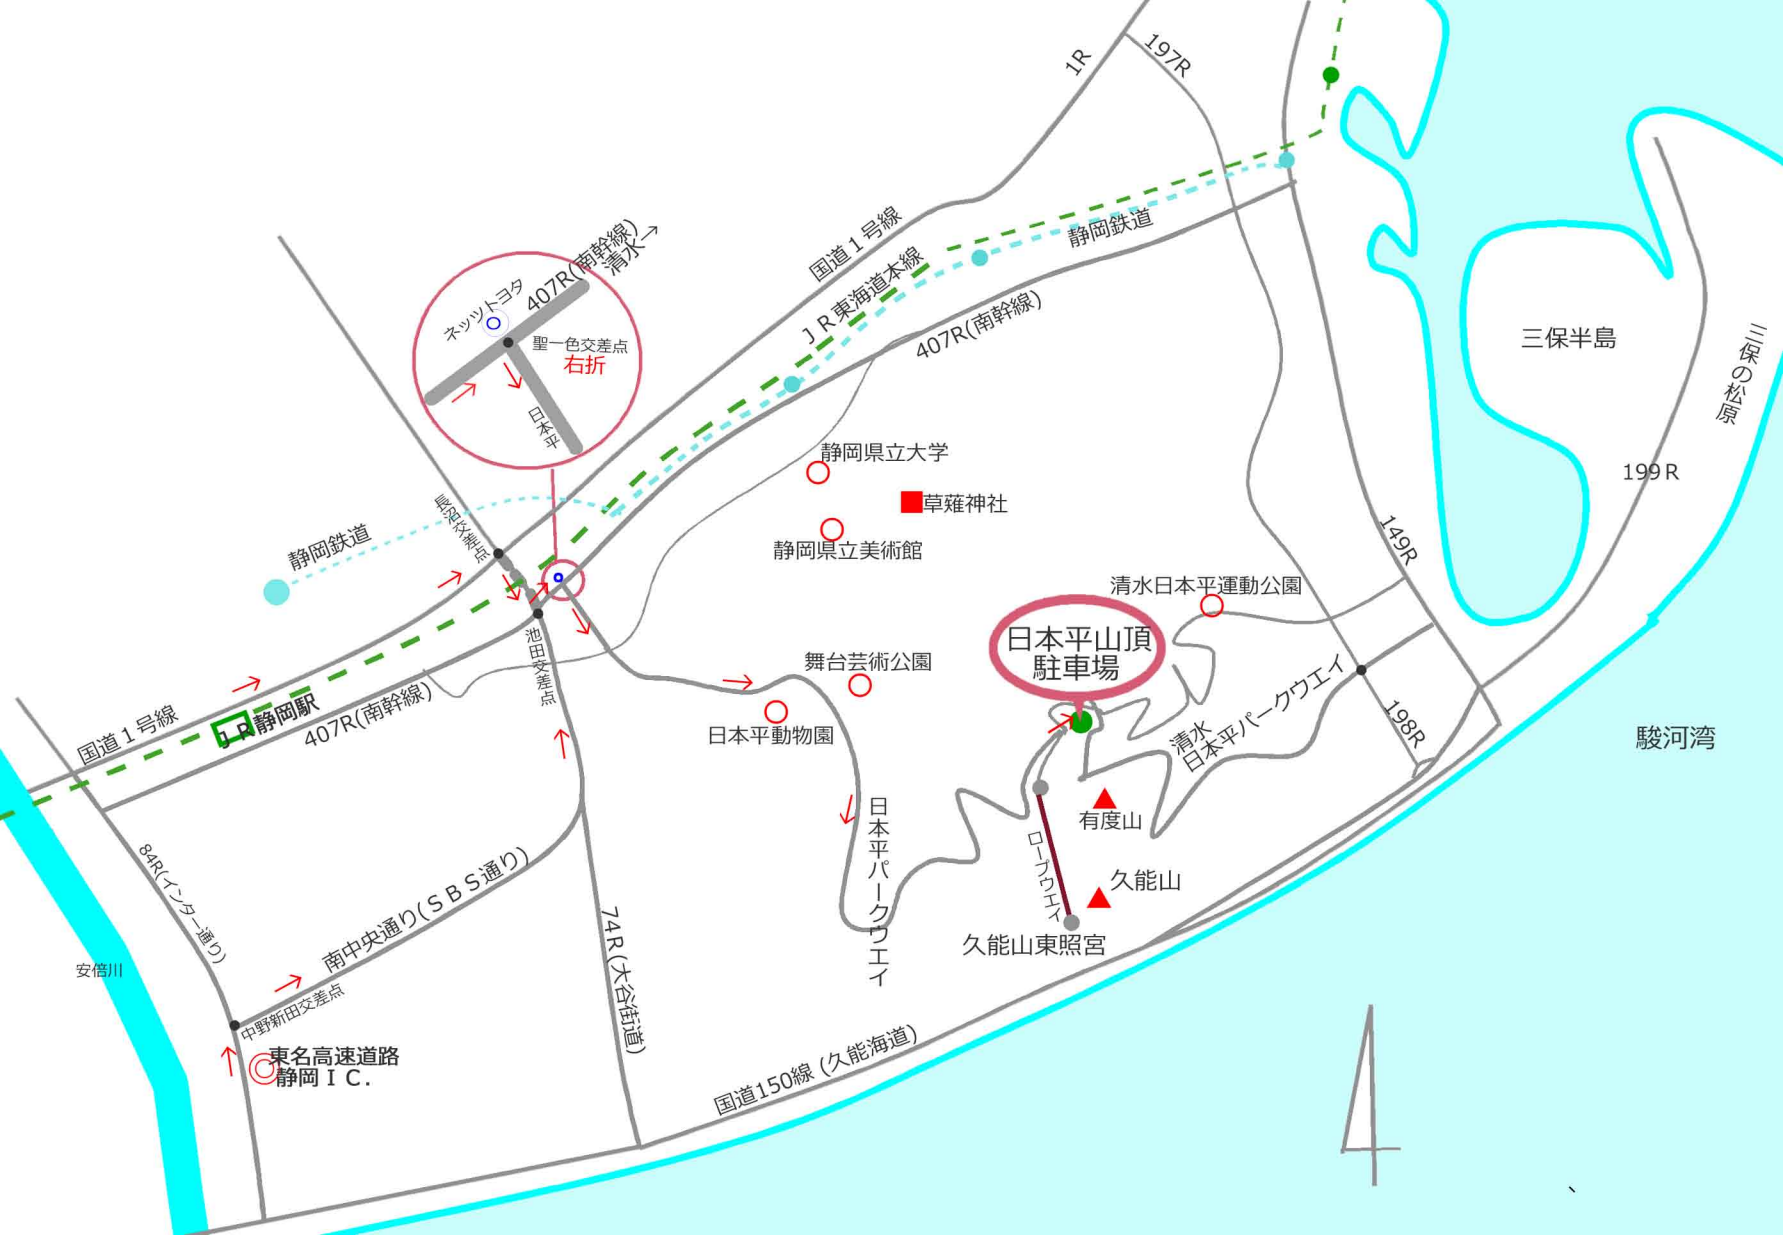 1R
197R
国道１号線
ＪＲ東海道本線
静岡鉄道
407R(南幹線)
407R(南幹線)
清水→
ネッツトヨタ
聖一色交差点
右折
日本平
三保半島
三保の松原
199R
149R
静岡県立大学
草薙神社
静岡県立美術館
長沼交差点
静岡鉄道
池田交差点
清水日本平運動公園
日本平山頂
駐車場
舞台芸術公園
日本平動物園
国道１号線
ＪＲ静岡駅
407R(南幹線)
清水
日本平パークウエイ
198R
駿河湾
日本平パークウエイ
有度山
ロープウエイ
久能山
久能山東照宮
84R(インター通り)
南中央通り(ＳＢＳ通り)
74R(大谷街道)
安倍川
中野新田交差点
東名高速道路
静岡ＩＣ.
国道150線 (久能海道)
、